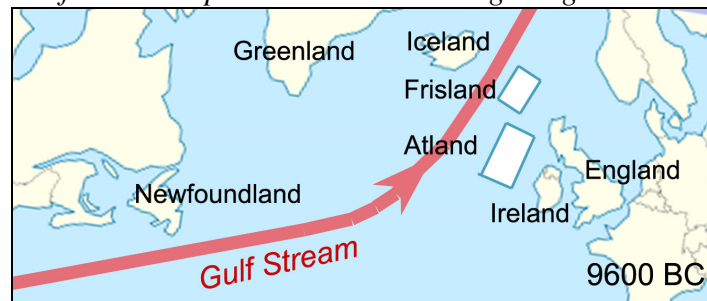 Greenland
Iceland
Frisland
Atland
England
Newfoundland
Ireland
Gulf Stream
9600 BC